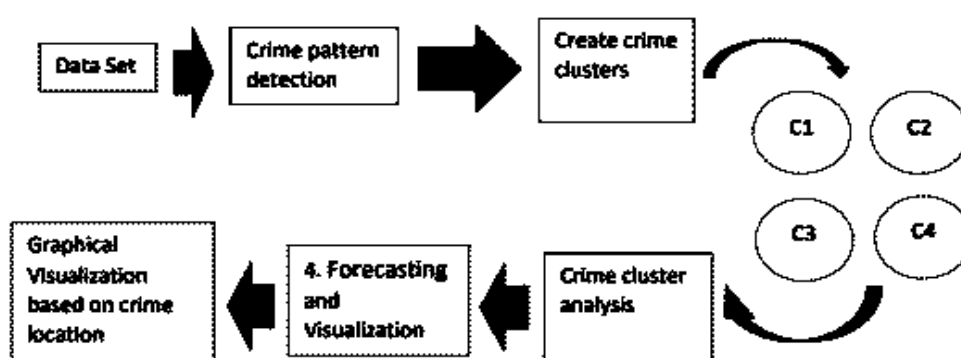 Data Set
Crime pattern
detection
Create crime
clusters
C1
C2
C3
C4
Crime cluster
analysis
4. Forecasting
and
Visualization
Graphical
Visualization
based on crime
location